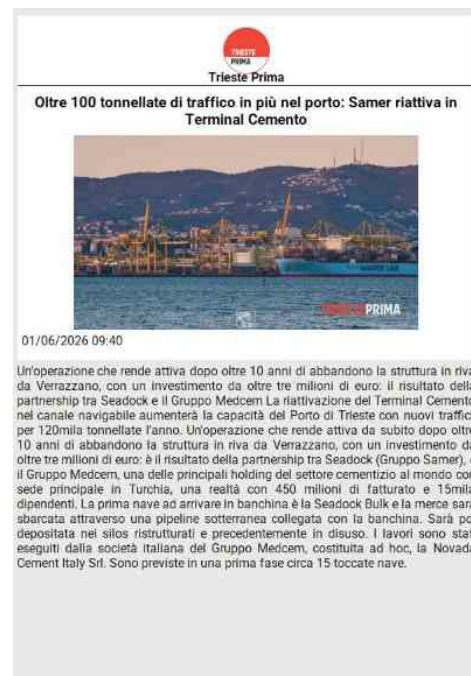 TRIESTE
PRIMA
Trieste Prima
Oltre 100 tonnellate di traffico in più nel porto: Samer riattiva in
Terminal Cemento
PRIMA
01/06/2026 09:40
Un'operazione che rende attiva dopo oltre 10 anni di abbandono la struttura in riva
da Verrazzano, con un investimento da oltre tre milioni di euro: il risultato della
partnership tra Seadock e il Gruppo Medcem La riattivazione del Terminal Cemento
nel canale navigabile aumenterà la capacità del Porto di Trieste con nuovi traffici
per 120mila tonnellate l'anno. Un'operazione che rende attiva da subito dopo oltre
10 anni di abbandono la struttura in riva da Verrazzano, con un investimento da
oltre tre milioni di euro: è il risultato della partnership tra Seadock (Gruppo Samer),
il Gruppo Medcem, una delle principali holding del settore cementizio al mondo con
sede principale in Turchia, una realtà con 450 milioni di fatturato e 15mila
dipendenti. La prima nave ad arrivare in banchina è la Seadock Bulk e la merce sarà
sbarcata attraverso una pipeline sotterranea collegata con la banchina. Sarà poi
depositata nei silos ristrutturati e precedentemente in disuso. I lavori sono stati
eseguiti dalla società italiana del Gruppo Medcem, costituita ad hoc, la Novada
Cement Italy Srl. Sono previste in una prima fase circa 15 toccate nave.